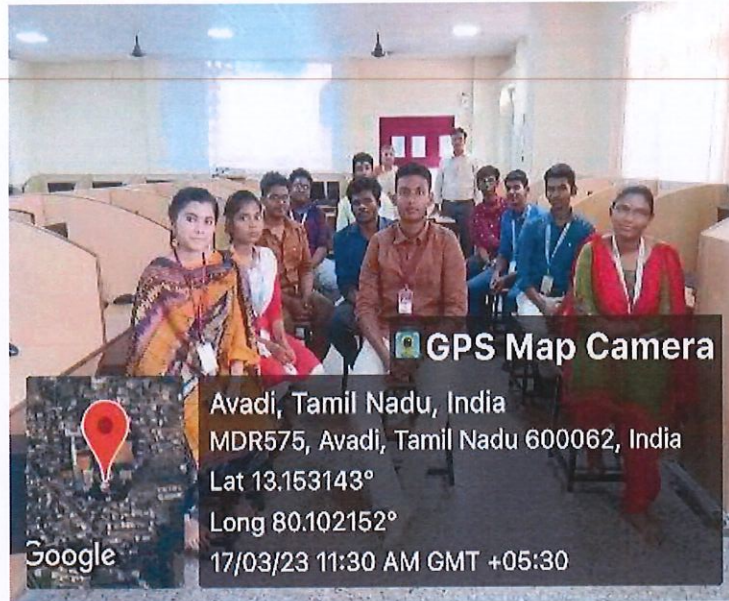 GPS Map Camera
Avadi, Tamil Nadu, India
MDR575, Avadi, Tamil Nadu 600062, India
Lat 13.153143°
Long 80.102152°
17/03/23 11:30 AM GMT +05:30
Google